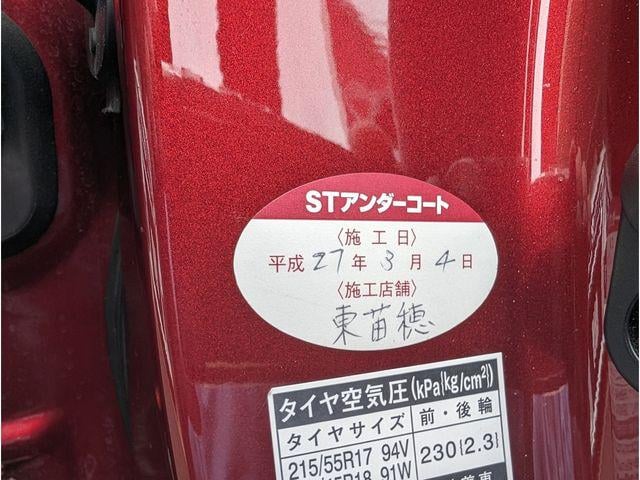 STアンダーコート
〈施工日〉
平成27年3月4日
〈施工店舗〉
東苗穂
タイヤ空気圧(kPa{kg/cm²})
タイヤサイズ 前・後輪
215/55R17 94V 230{2.3}
45R18 91W